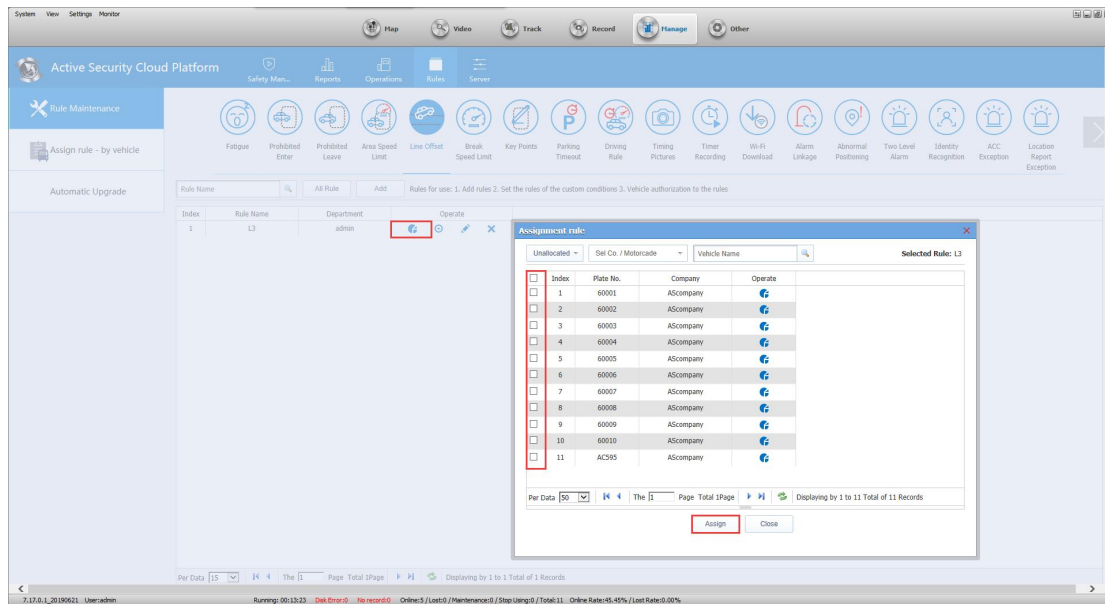 System View Settings Monitor
Map Video Track Record Manage Other
Active Security Cloud Platform
Safety Man... Reports Operations Rules Server
Rule Maintenance
Assign rule - by vehicle
Automatic Upgrade
Fatigue
Prohibited Enter
Prohibited Leave
Area Speed Limit
Line Offset
Break Speed Limit
Key Points
Parking Timeout
Driving Rule
Timing Pictures
Timer Recording
Wi-Fi Download
Alarm Linkage
Abnormal Positioning
Two Level Alarm
Identity Recognition
ACC Exception
Location Report Exception
Rule Name All Rule Add Rules for use: 1. Add rules 2. Set the rules of the custom conditions 3. Vehicle authorization to the rules
Index Rule Name Department Operate
1 L3 admin
Assignment rule
Unallocated Sel Co. / Motorcade Vehicle Name Selected Rule: L3
Index Plate No. Company Operate
1 60001 AScompany
2 60002 AScompany
3 60003 AScompany
4 60004 AScompany
5 60005 AScompany
6 60006 AScompany
7 60007 AScompany
8 60008 AScompany
9 60009 AScompany
10 60010 AScompany
11 AC595 AScompany
Per Data 50 The 1 Page Total 1Page Displaying by 1 to 11 Total of 11 Records
Assign Close
Per Data 15 The 1 Page Total 1Page Displaying by 1 to 1 Total of 1 Records
7.17.0.1_20190621 User:admin Running: 00:13:23 Disk Error:0 No record:0 Online:5 / Lost:0 / Maintenance:0 / Stop Using:0 / Total:11 Online Rate:45.45% / Lost Rate:0.00%